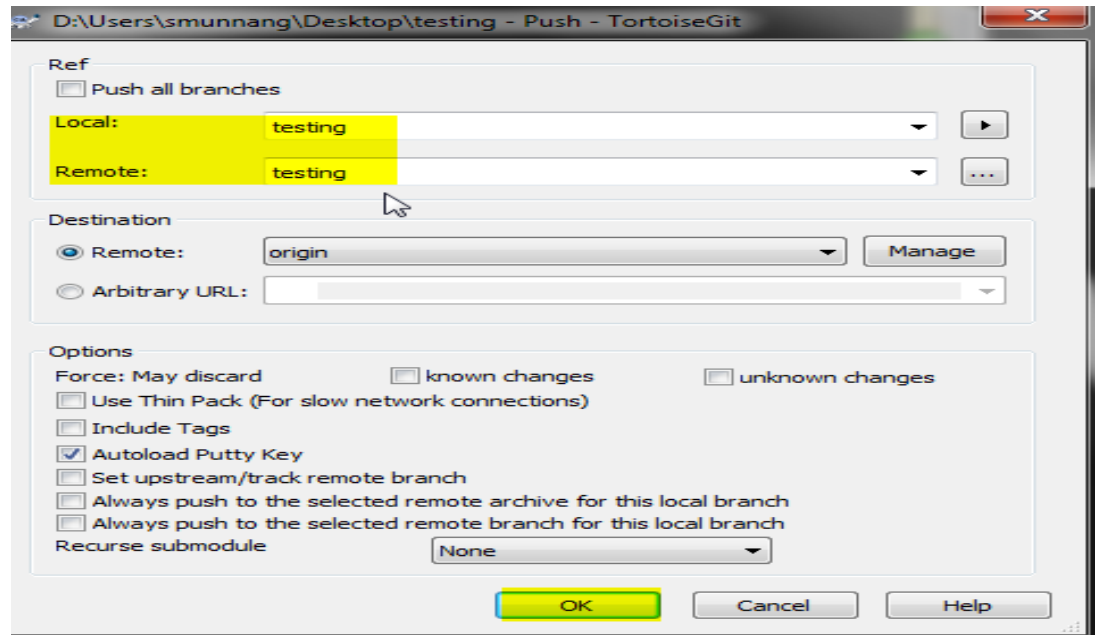 D:\Users\smunnang\Desktop\testing - Push - TortoiseGit
Ref
Push all branches
Local: testing
Remote: testing
...
Destination
Remote: origin Manage
Arbitrary URL:
Options
Force: May discard known changes unknown changes
Use Thin Pack (For slow network connections)
Include Tags
Autoload Putty Key
Set upstream/track remote branch
Always push to the selected remote archive for this local branch
Always push to the selected remote branch for this local branch
Recurse submodule None
OK Cancel Help